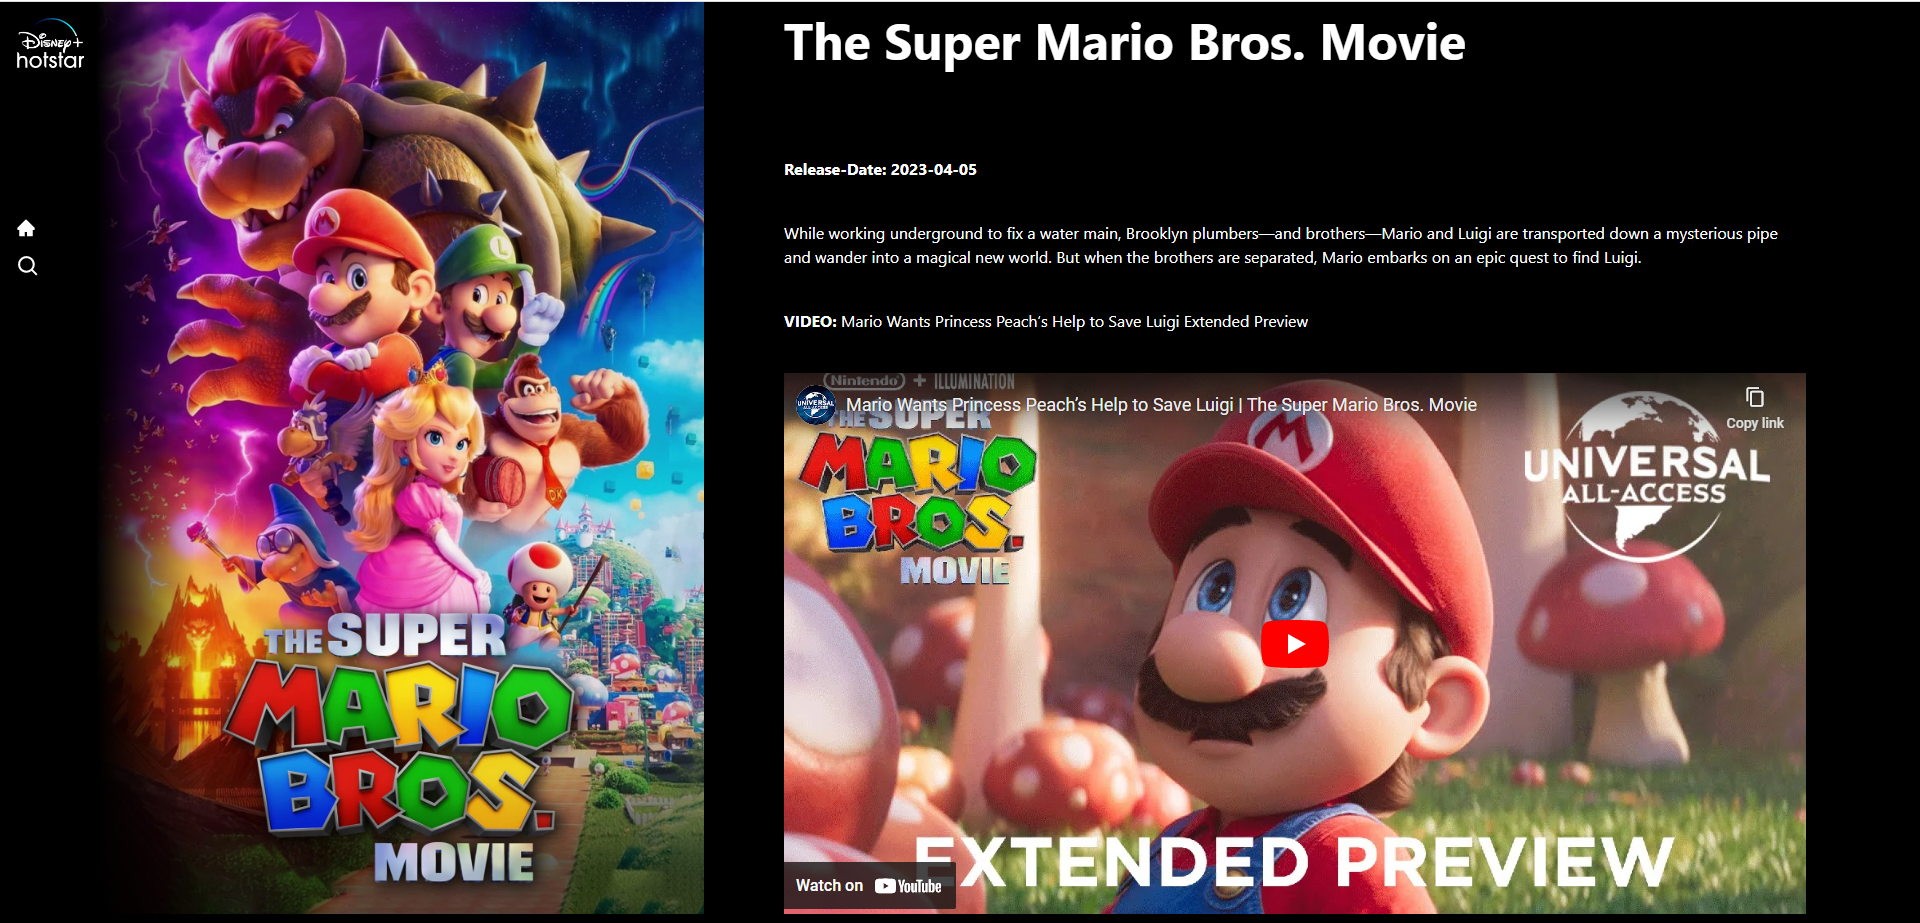 Disney+
hotstar
M
L
DK
THE SUPER
MARIO
BROS.
MOVIE
The Super Mario Bros. Movie
Release-Date: 2023-04-05
While working underground to fix a water main, Brooklyn plumbers—and brothers—Mario and Luigi are transported down a mysterious pipe
and wander into a magical new world. But when the brothers are separated, Mario embarks on an epic quest to find Luigi.
VIDEO: Mario Wants Princess Peach's Help to Save Luigi Extended Preview
Nintendo + ILLUMINATION
UNIVERSAL
ALL-ACCESS
Mario Wants Princess Peach’s Help to Save Luigi | The Super Mario Bros. Movie
Copy link
THE SUPER
MARIO
BROS.
MOVIE
M
UNIVERSAL
ALL-ACCESS
EXTENDED PREVIEW
Watch on YouTube